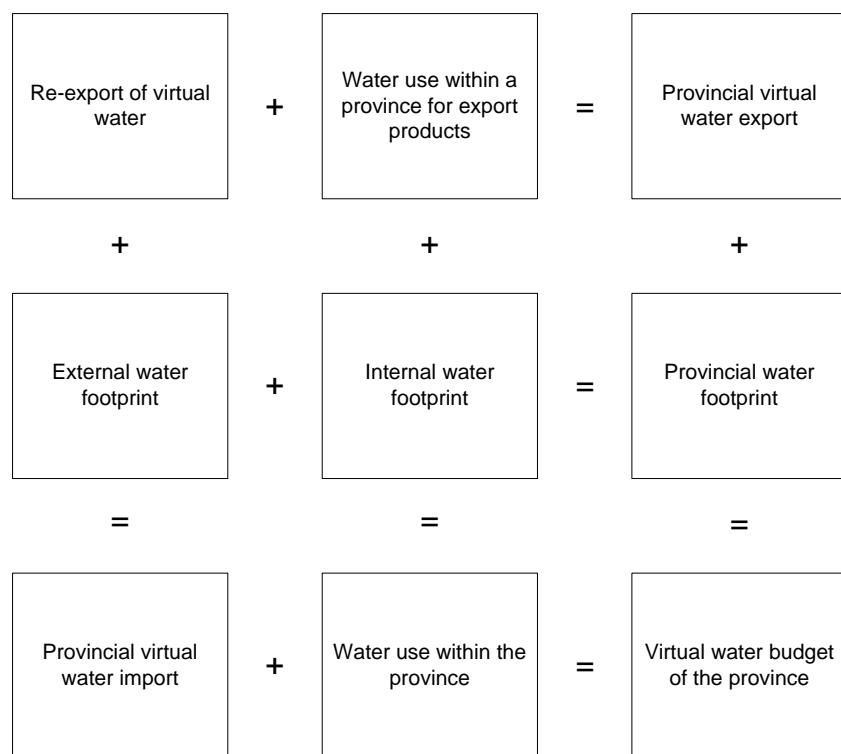 Re-export of virtual
water
+
Water use within a
province for export
products
=
Provincial virtual
water export
+
+
+
External water
footprint
+
Internal water
footprint
=
Provincial water
footprint
=
=
=
Provincial virtual
water import
+
Water use within the
province
=
Virtual water budget
of the province